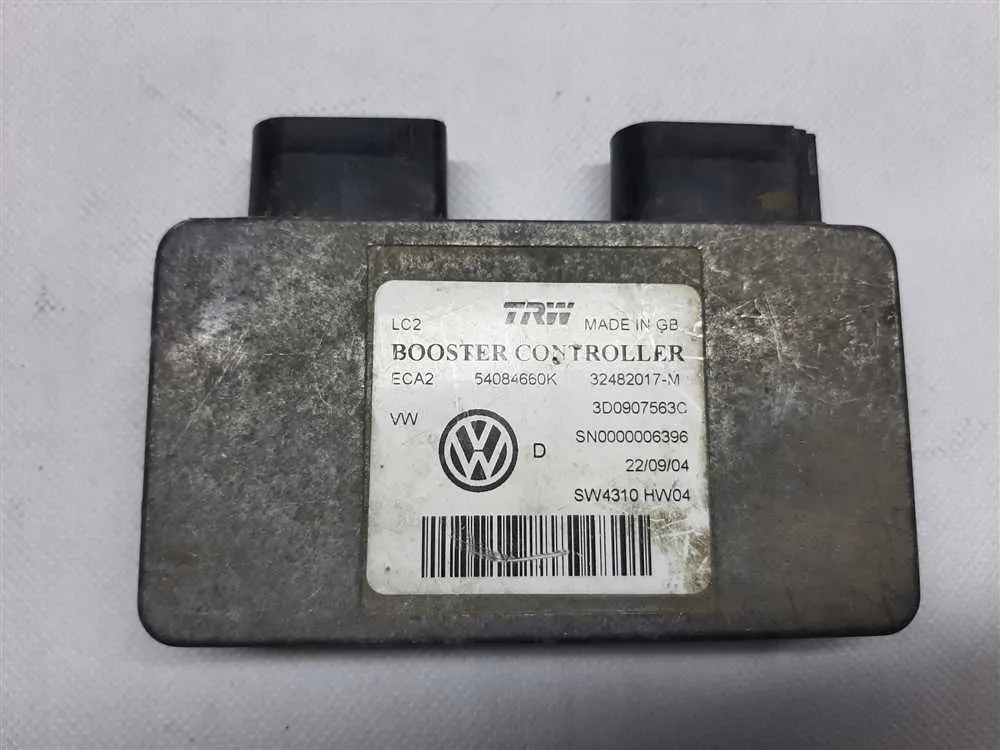 TRW
LC2 MADE IN GB
BOOSTER CONTROLLER
ECA2 54084660K 32482017-M
3D0907563C
VW
SN0000006396
D
22/09/04
SW4310 HW04